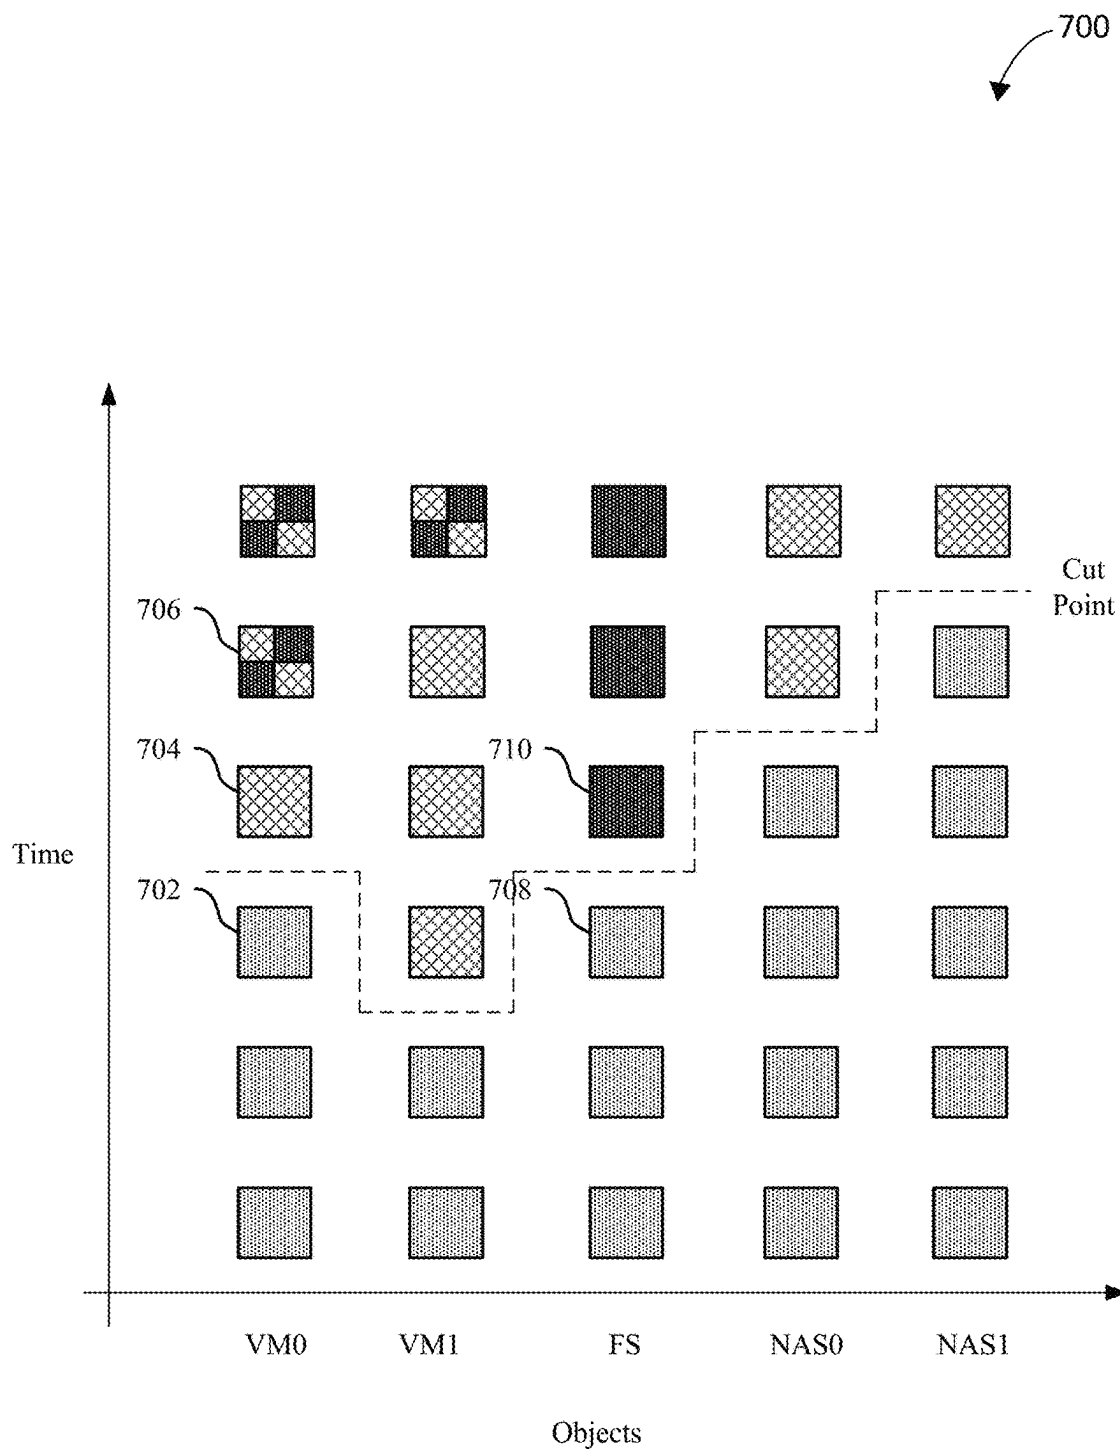 700
Cut
Point
706
704
710
Time
702
708
VM0
VM1
FS
NAS0
NAS1
Objects